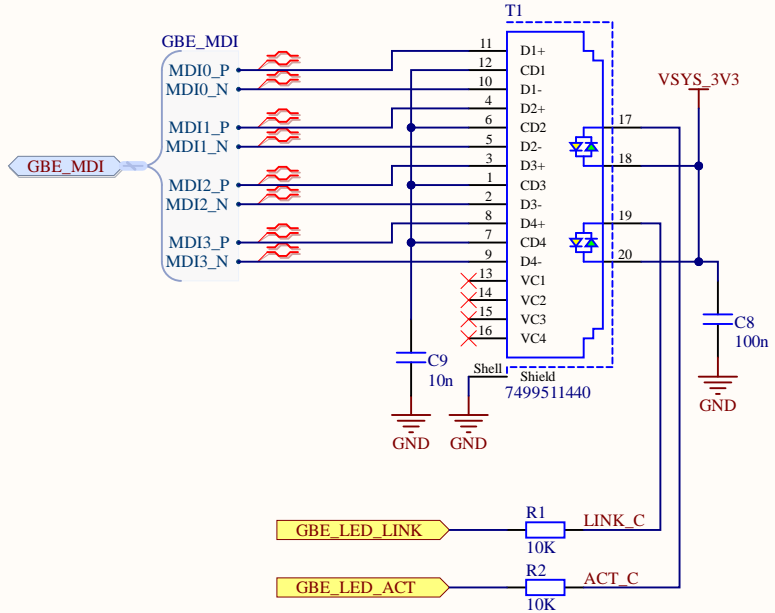 T1
GBE_MDI
11 D1+
MDI0_P
12 CD1
MDI0_N
10 D1-
VSYS_3V3
4 D2+
MDI1_P
6 CD2
17
MDI1_N
5 D2-
GBE_MDI
3 D3+
18
MDI2_P
1 CD3
MDI2_N
2 D3-
8 D4+
19
MDI3_P
7 CD4
MDI3_N
9 D4-
20
13 VC1
14 VC2
15 VC3
C8
16 VC4
100n
C9
10n
Shell
Shield
7499511440
GND
GND
GND
R1
GBE_LED_LINK
LINK_C
10K
R2
GBE_LED_ACT
ACT_C
10K